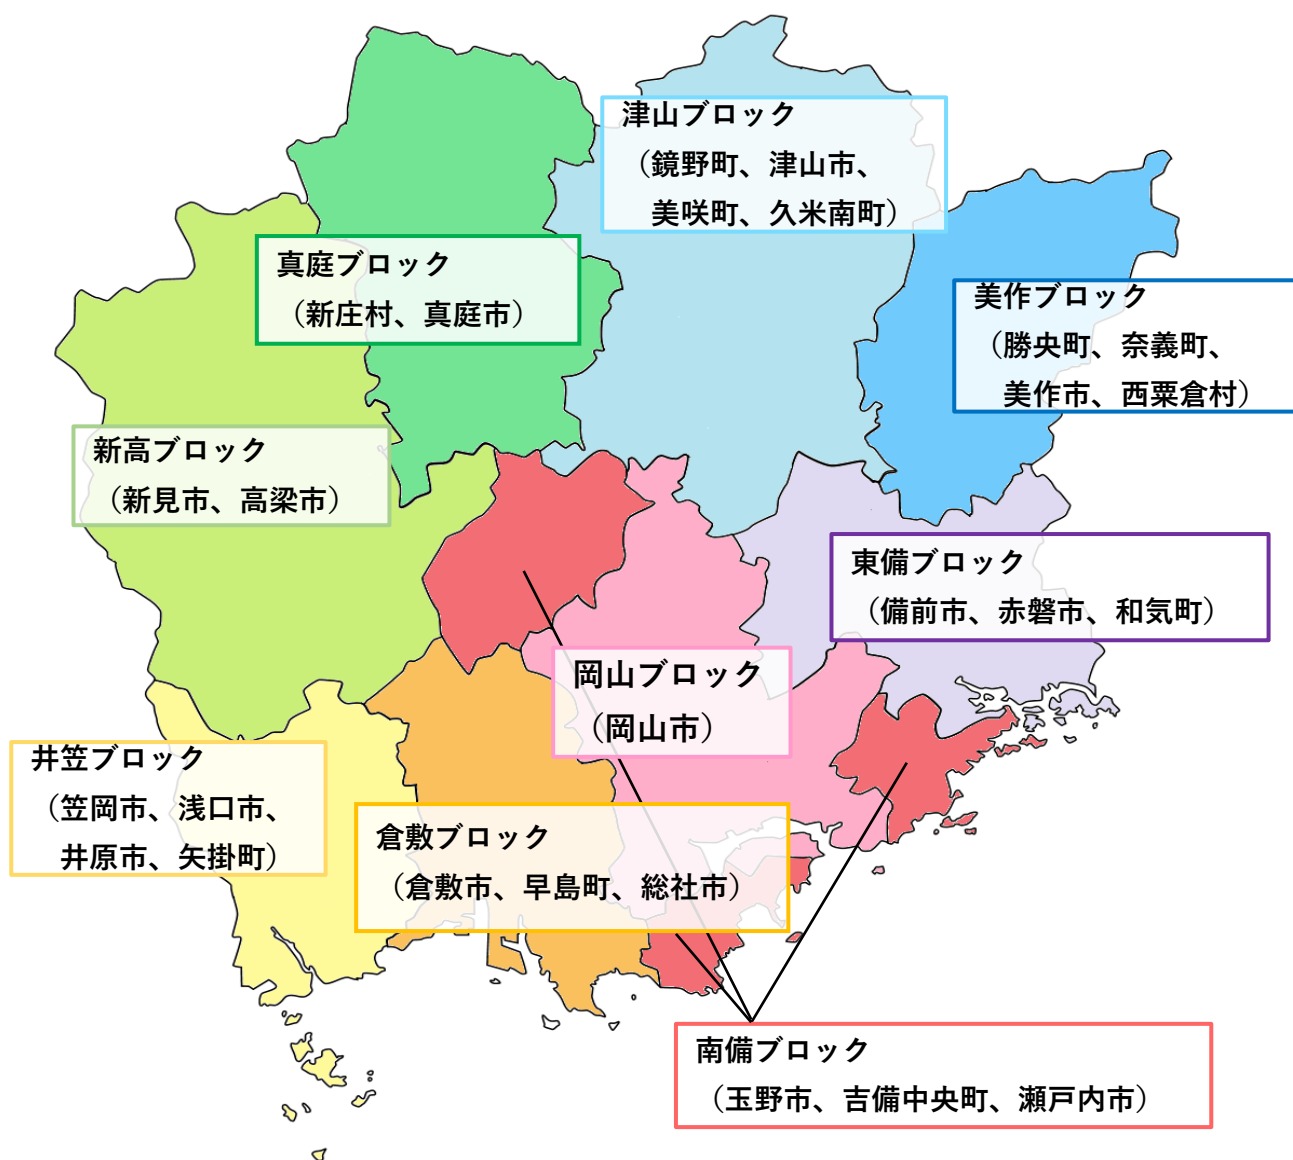 津山ブロック
（鏡野町、津山市、
美咲町、久米南町）
真庭ブロック
（新庄村、真庭市）
美作ブロック
（勝央町、奈義町、
美作市、西粟倉村）
新高ブロック
（新見市、高梁市）
東備ブロック
（備前市、赤磐市、和気町）
岡山ブロック
（岡山市）
井笠ブロック
（笠岡市、浅口市、
井原市、矢掛町）
倉敷ブロック
（倉敷市、早島町、総社市）
南備ブロック
（玉野市、吉備中央町、瀬戸内市）